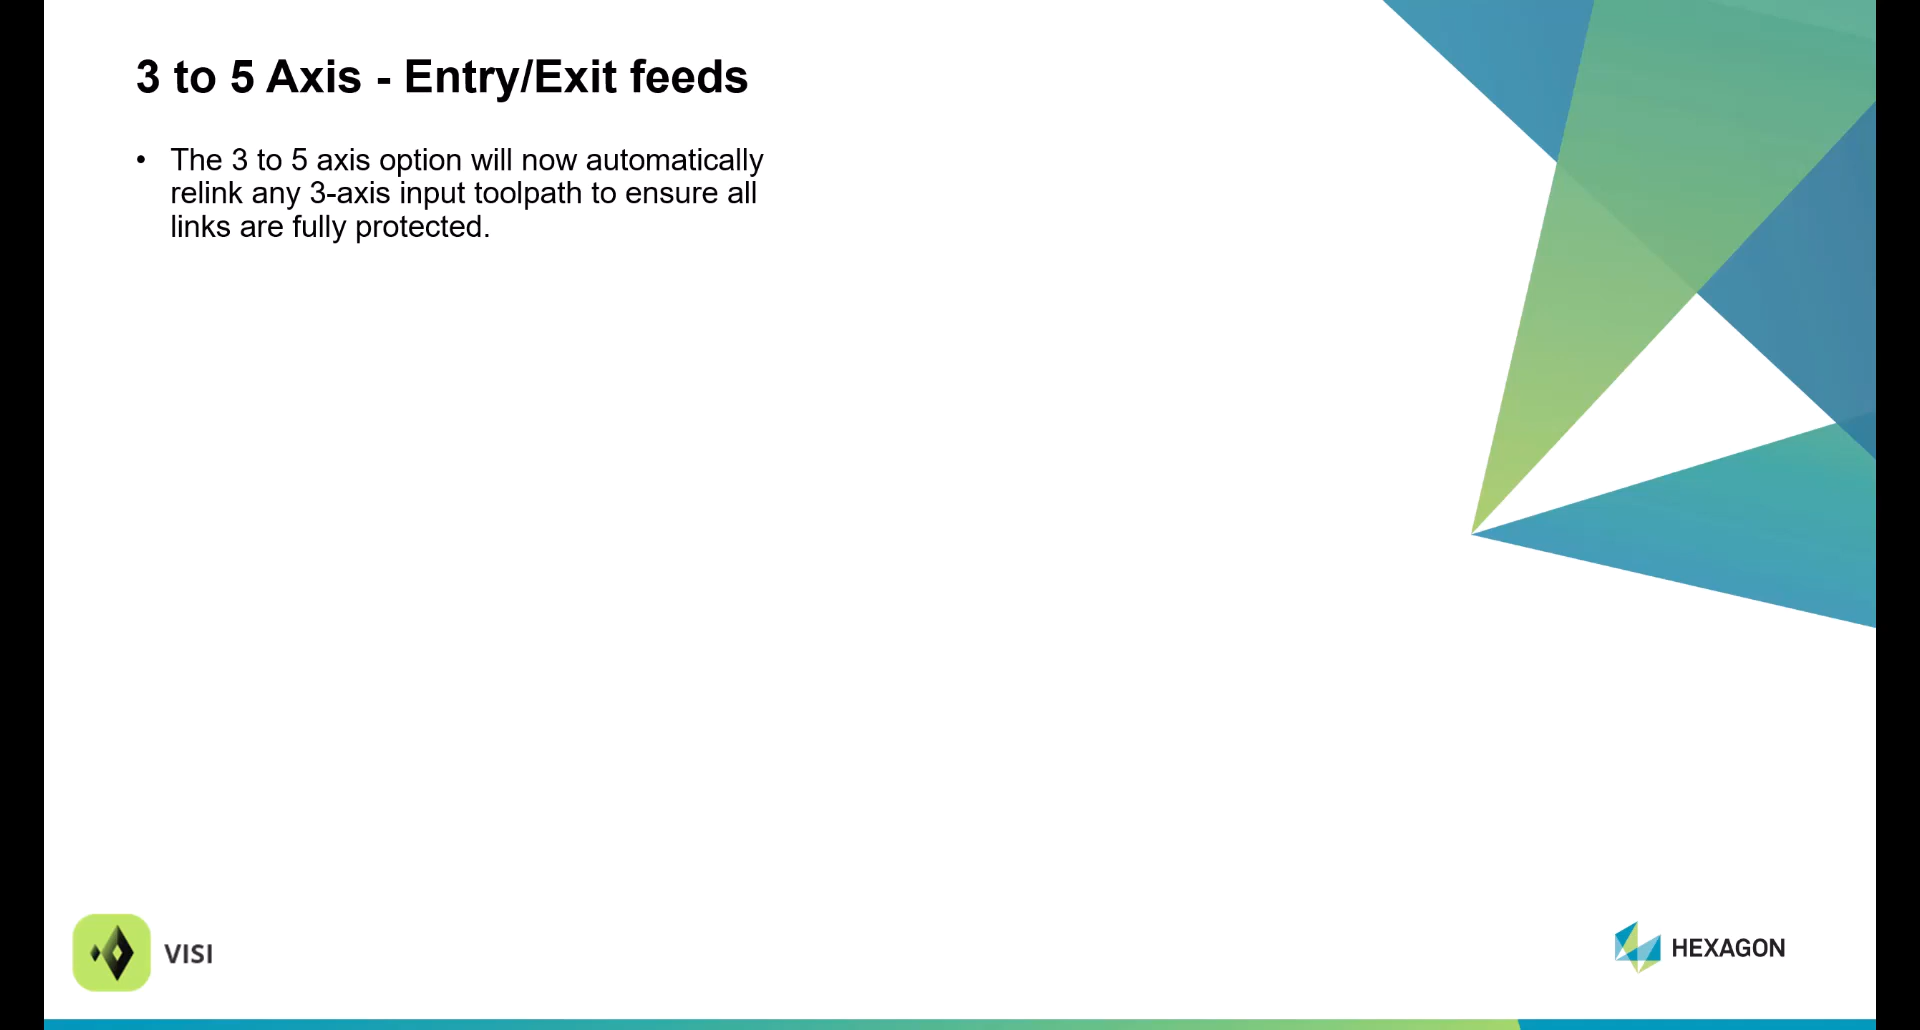 3 to 5 Axis - Entry/Exit feeds
• The 3 to 5 axis option will now automatically
relink any 3-axis input toolpath to ensure all
links are fully protected.
VISI
HEXAGON